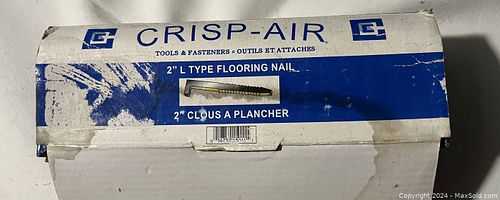 CRISP-AIR
TOOLS & FASTENERS - OUTILS ET ATTACHES
2" L TYPE FLOORING NAIL
2" CLOUS A PLANCHER
Copyright © 2024 - MaxSold.com